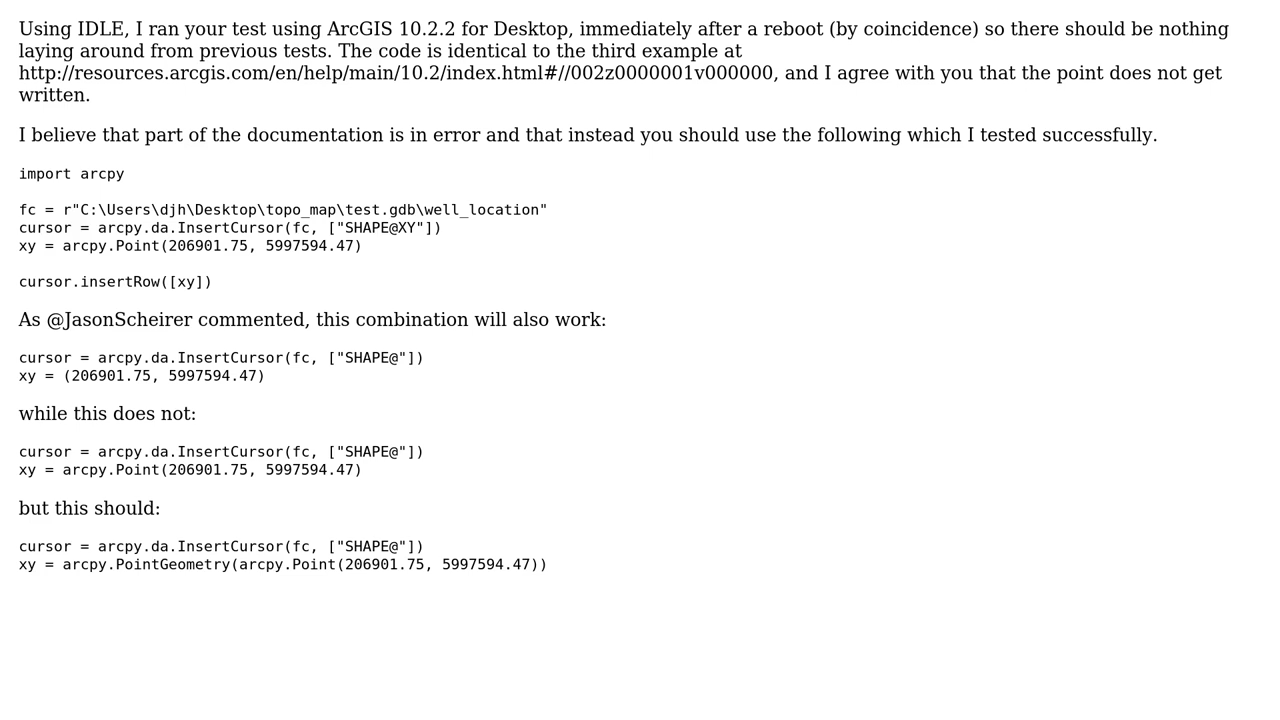 Using IDLE, I ran your test using ArcGIS 10.2.2 for Desktop, immediately after a reboot (by coincidence) so there should be nothing
laying around from previous tests. The code is identical to the third example at
http://resources.arcgis.com/en/help/main/10.2/index.html#//002z0000001v000000, and I agree with you that the point does not get
written.
I believe that part of the documentation is in error and that instead you should use the following which I tested successfully.
import arcpy
fc = r"C:\Users\djh\Desktop\topo_map\test.gdb\well_location"
cursor = arcpy.da.InsertCursor(fc, ["SHAPE@XY"])
xy = arcpy.Point(206901.75, 5997594.47)
cursor.insertRow([xy])
As @JasonScheirer commented, this combination will also work:
cursor = arcpy.da.InsertCursor(fc, ["SHAPE@"])
xy = (206901.75, 5997594.47)
while this does not:
cursor = arcpy.da.InsertCursor(fc, ["SHAPE@"])
xy = arcpy.Point(206901.75, 5997594.47)
but this should:
cursor = arcpy.da.InsertCursor(fc, ["SHAPE@"])
xy = arcpy.PointGeometry(arcpy.Point(206901.75, 5997594.47))